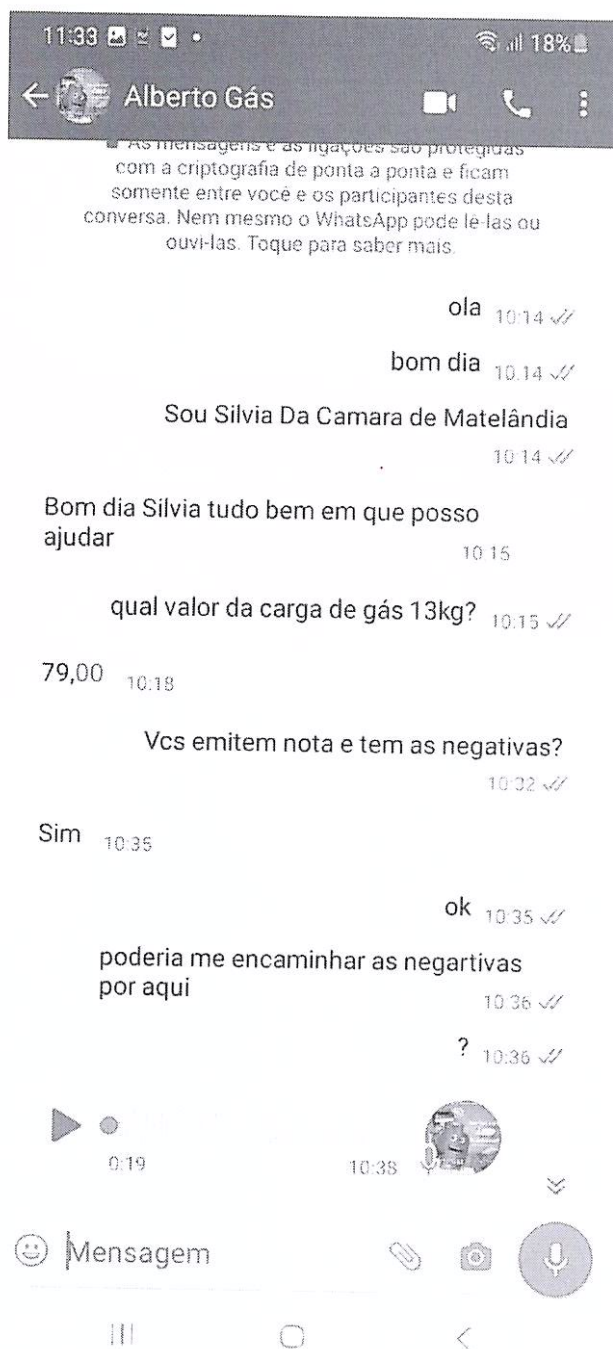 11:33
18%
Alberto Gás
As mensagens e as ligações são protegidas
com a criptografia de ponta a ponta e ficam
somente entre você e os participantes desta
conversa. Nem mesmo o WhatsApp pode lê-las ou
ouvi-las. Toque para saber mais.
ola 10:14
bom dia 10:14
Sou Silvia Da Camara de Matelândia
10:14
Bom dia Silvia tudo bem em que posso
ajudar 10:15
qual valor da carga de gás 13kg? 10:15
79,00 10:18
Vcs emitem nota e tem as negativas?
10:32
Sim 10:35
ok 10:35
poderia me encaminhar as negartivas
por aqui 10:36
? 10:36
0:19 10:38
Mensagem